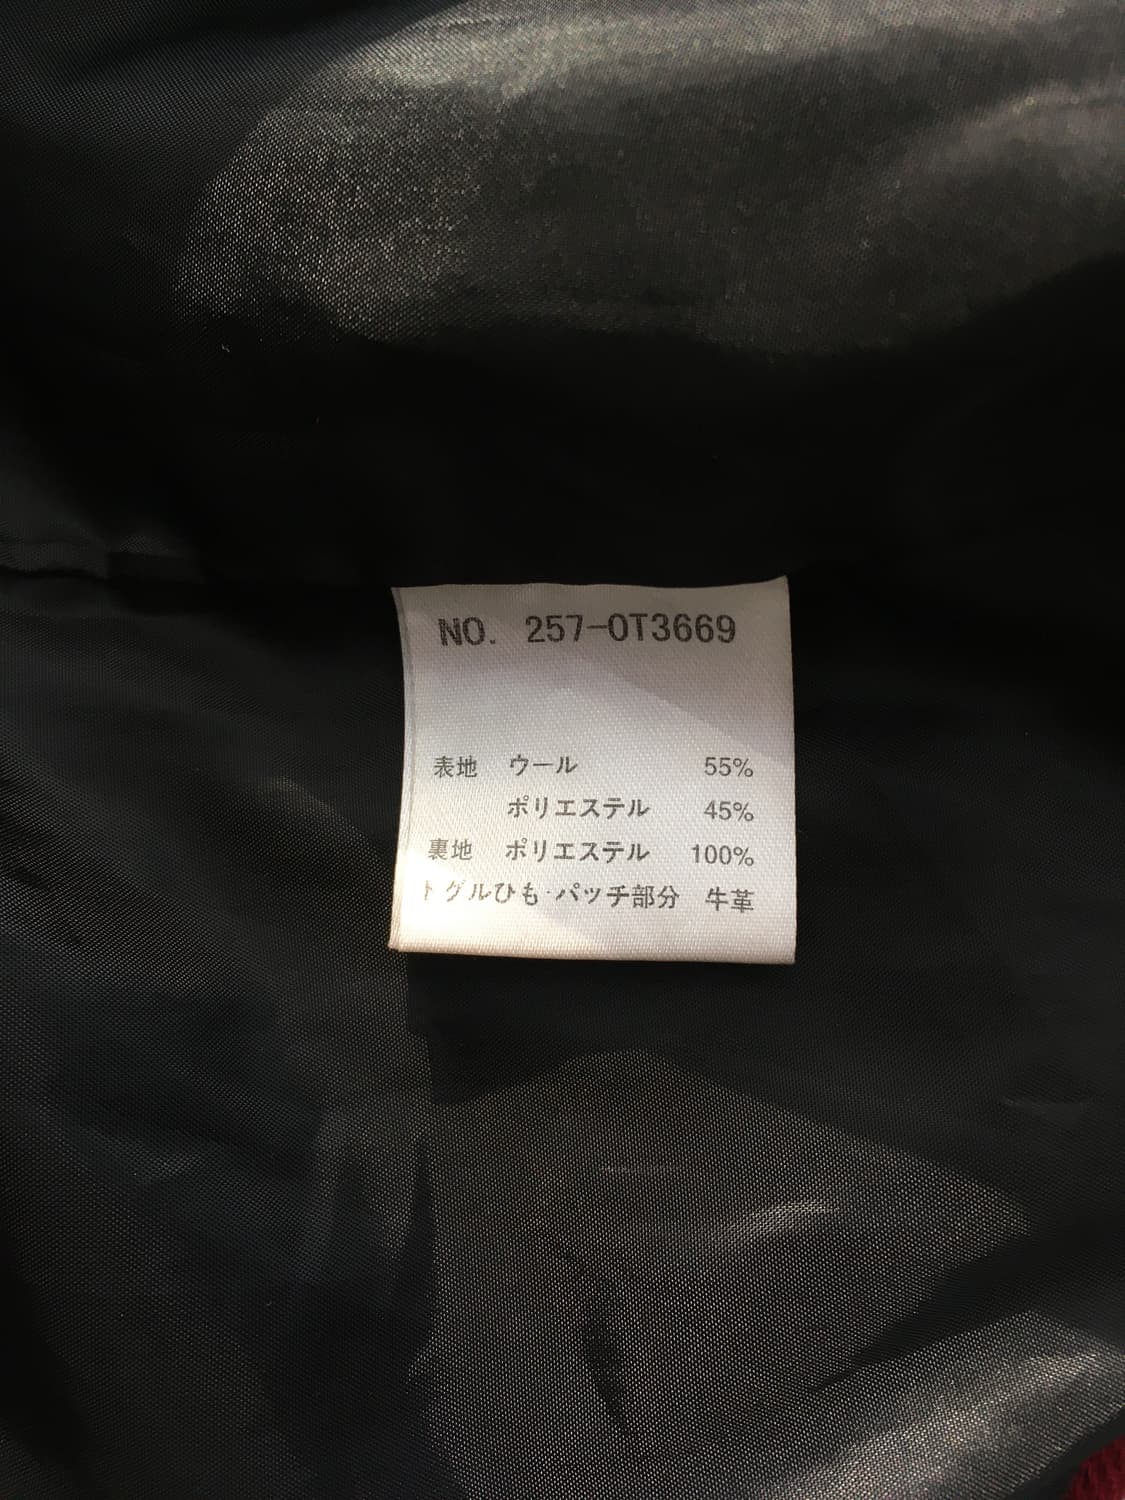 NO. 257-OT3669
表地 ウール 55%
ポリエステル 45%
裏地 ポリエステル 100%
トグルひも・パッチ部分 牛革